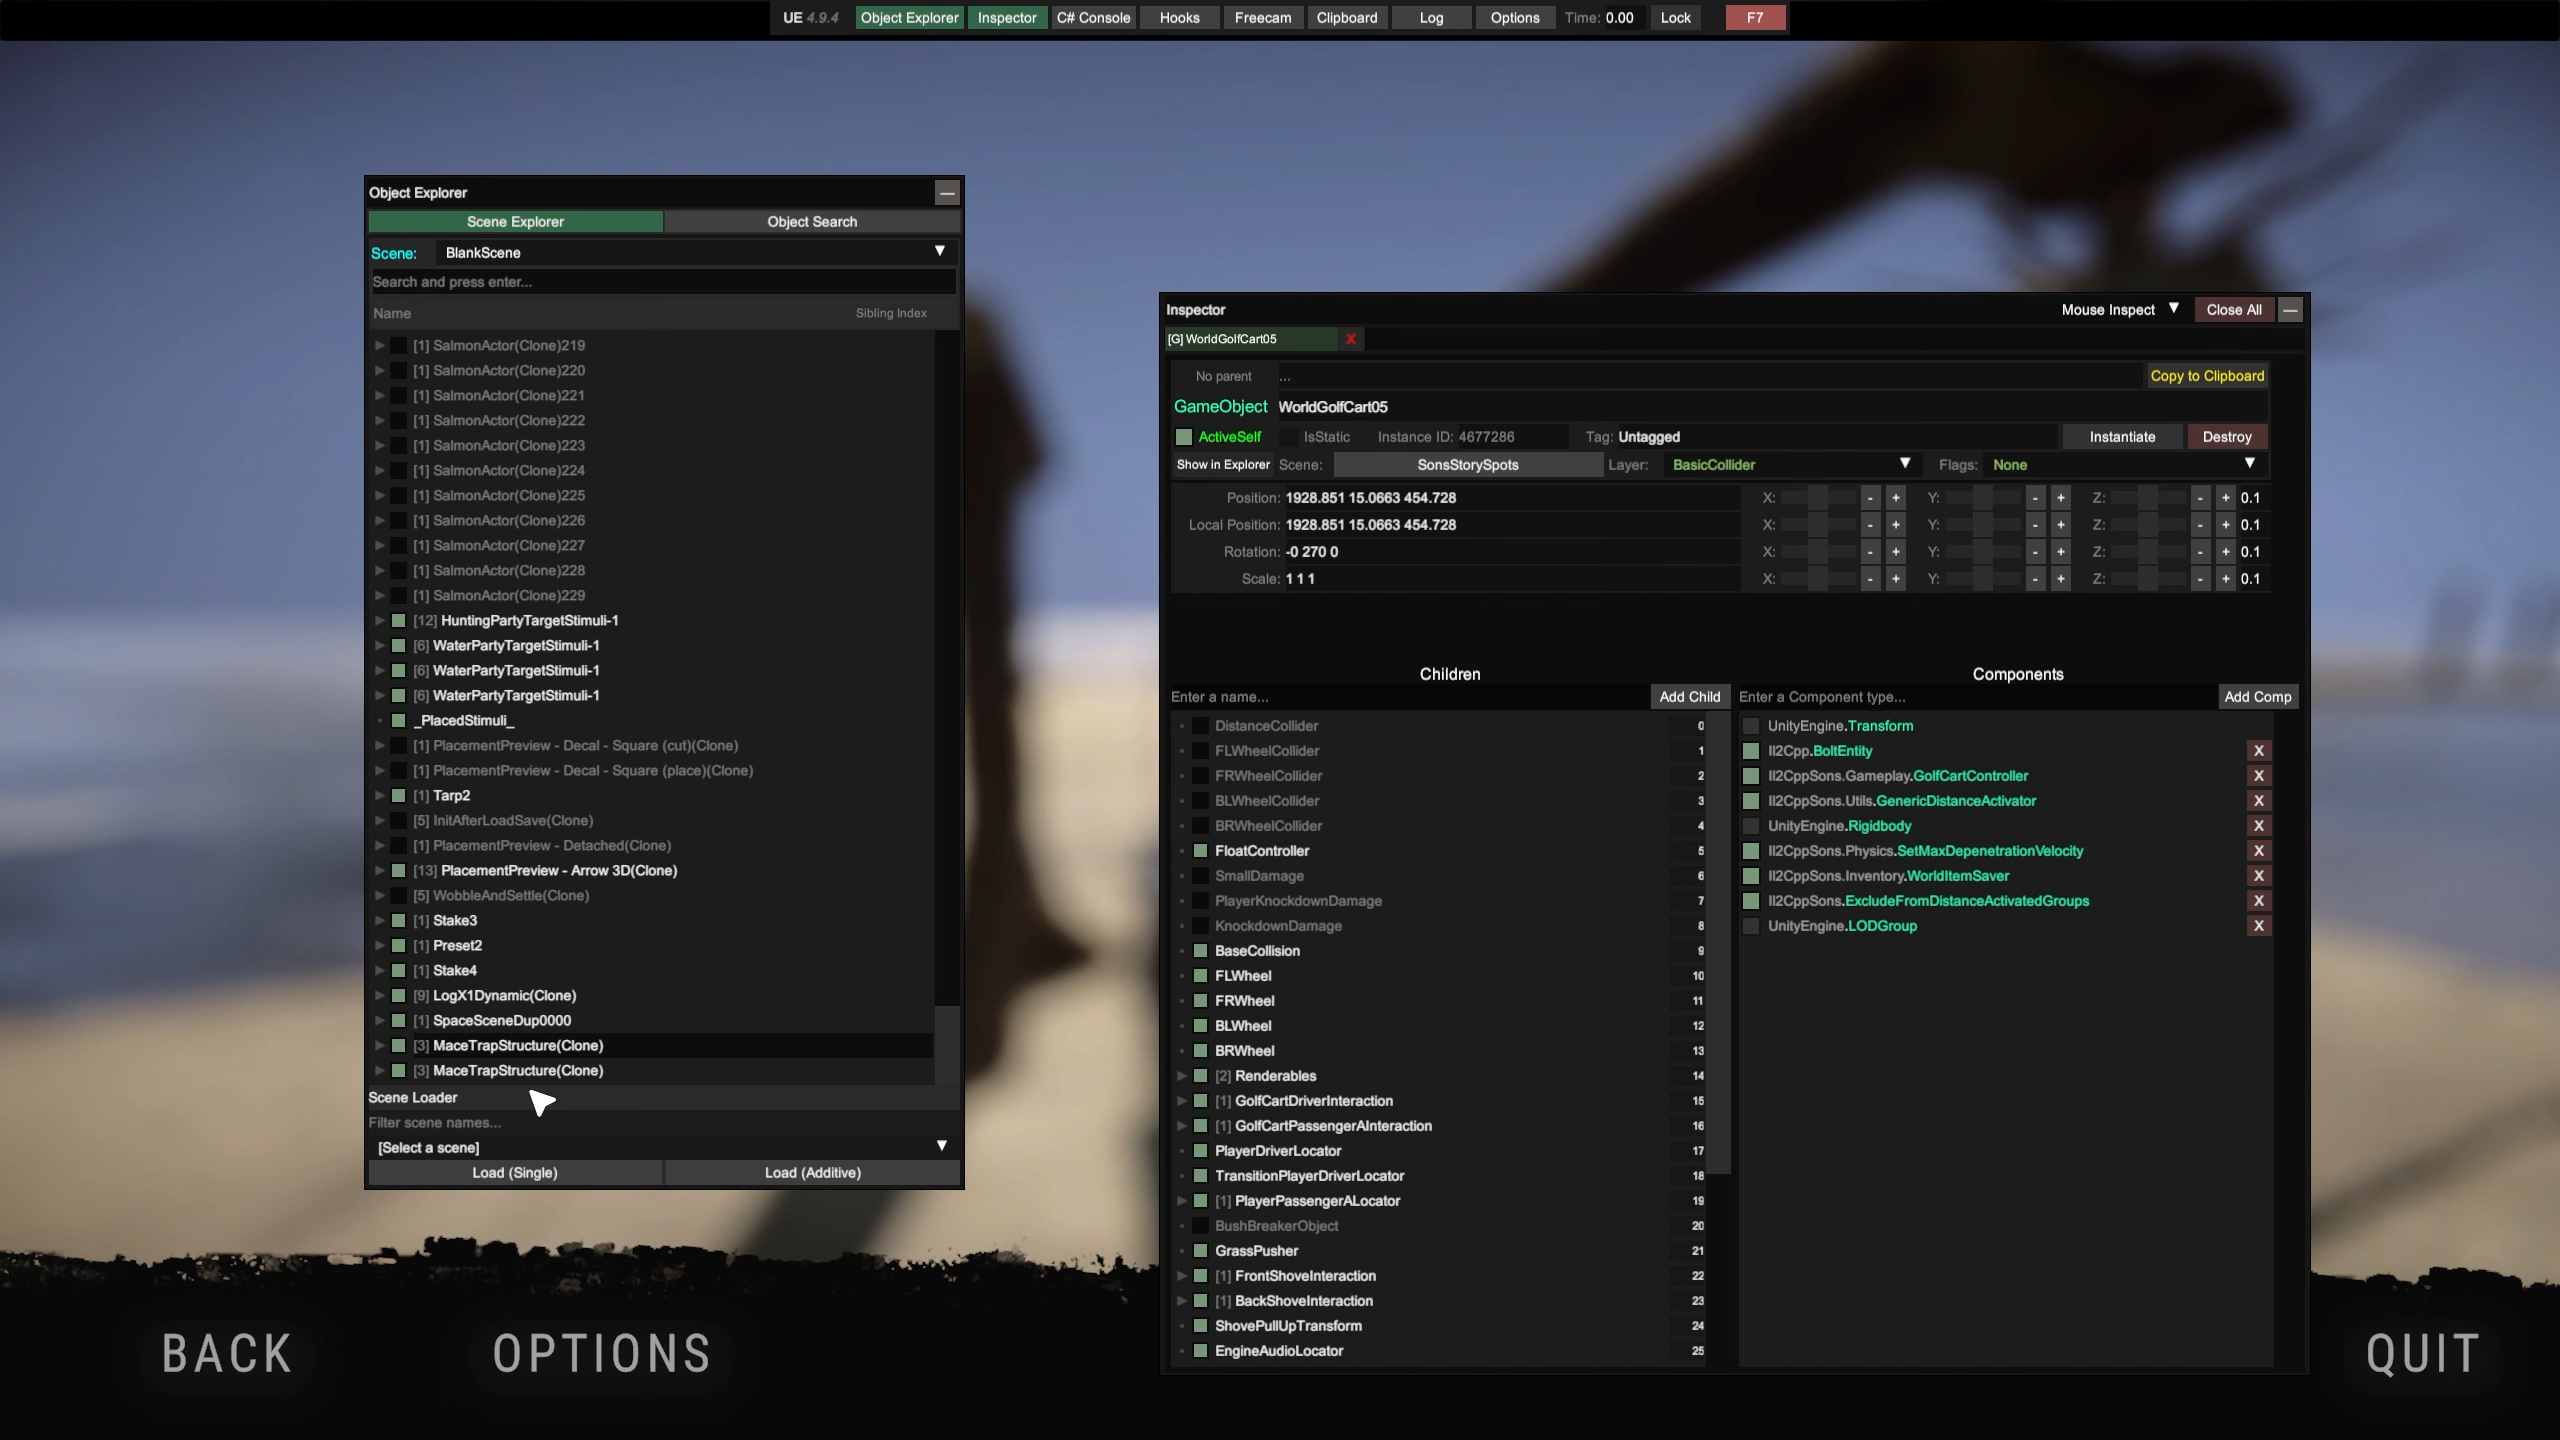 UE 4.9.4 Object Explorer Inspector C# Console Hooks Freecam Clipboard Log Options Time: 0.00 Lock F7
Object Explorer —
Scene Explorer Object Search
Scene: BlankScene ▼
Search and press enter...
Name Sibling Index
[1] SalmonActor(Clone)219
[1] SalmonActor(Clone)220
[1] SalmonActor(Clone)221
[1] SalmonActor(Clone)222
[1] SalmonActor(Clone)223
[1] SalmonActor(Clone)224
[1] SalmonActor(Clone)225
[1] SalmonActor(Clone)226
[1] SalmonActor(Clone)227
[1] SalmonActor(Clone)228
[1] SalmonActor(Clone)229
[12] HuntingPartyTargetStimuli-1
[6] WaterPartyTargetStimuli-1
[6] WaterPartyTargetStimuli-1
[6] WaterPartyTargetStimuli-1
_PlacedStimuli_
[1] PlacementPreview - Decal - Square (cut)(Clone)
[1] PlacementPreview - Decal - Square (place)(Clone)
[1] Tarp2
[5] InitAfterLoadSave(Clone)
[1] PlacementPreview - Detached(Clone)
[13] PlacementPreview - Arrow 3D(Clone)
[5] WobbleAndSettle(Clone)
[1] Stake3
[1] Preset2
[1] Stake4
[9] LogX1Dynamic(Clone)
[1] SpaceSceneDup0000
[3] MaceTrapStructure(Clone)
[3] MaceTrapStructure(Clone)
Scene Loader
Filter scene names...
[Select a scene] ▼
Load (Single) Load (Additive)
Inspector Mouse Inspect ▼ Close All —
[G] WorldGolfCart05 X
No parent ... Copy to Clipboard
GameObject WorldGolfCart05
ActiveSelf IsStatic Instance ID: 4677286 Tag: Untagged Instantiate Destroy
Show in Explorer Scene: SonsStorySpots Layer: BasicCollider ▼ Flags: None ▼
Position: 1928.851 15.0663 454.728 X: - + Y: - + Z: - + 0.1
Local Position: 1928.851 15.0663 454.728 X: - + Y: - + Z: - + 0.1
Rotation: -0 270 0 X: - + Y: - + Z: - + 0.1
Scale: 1 1 1 X: - + Y: - + Z: - + 0.1
Children
Enter a name... Add Child
DistanceCollider 0
FLWheelCollider 1
FRWheelCollider 2
BLWheelCollider 3
BRWheelCollider 4
FloatController 5
SmallDamage 6
PlayerKnockdownDamage 7
KnockdownDamage 8
BaseCollision 9
FLWheel 10
FRWheel 11
BLWheel 12
BRWheel 13
[2] Renderables 14
[1] GolfCartDriverInteraction 15
[1] GolfCartPassengerAInteraction 16
PlayerDriverLocator 17
TransitionPlayerDriverLocator 18
[1] PlayerPassengerALocator 19
BushBreakerObject 20
GrassPusher 21
[1] FrontShoveInteraction 22
[1] BackShoveInteraction 23
ShovePullUpTransform 24
EngineAudioLocator 25
Components
Enter a Component type... Add Comp
UnityEngine.Transform
Il2Cpp.BoltEntity X
Il2CppSons.Gameplay.GolfCartController X
Il2CppSons.Utils.GenericDistanceActivator X
UnityEngine.Rigidbody X
Il2CppSons.Physics.SetMaxDepenetrationVelocity X
Il2CppSons.Inventory.WorldItemSaver X
Il2CppSons.ExcludeFromDistanceActivatedGroups X
UnityEngine.LODGroup X
BACK OPTIONS QUIT